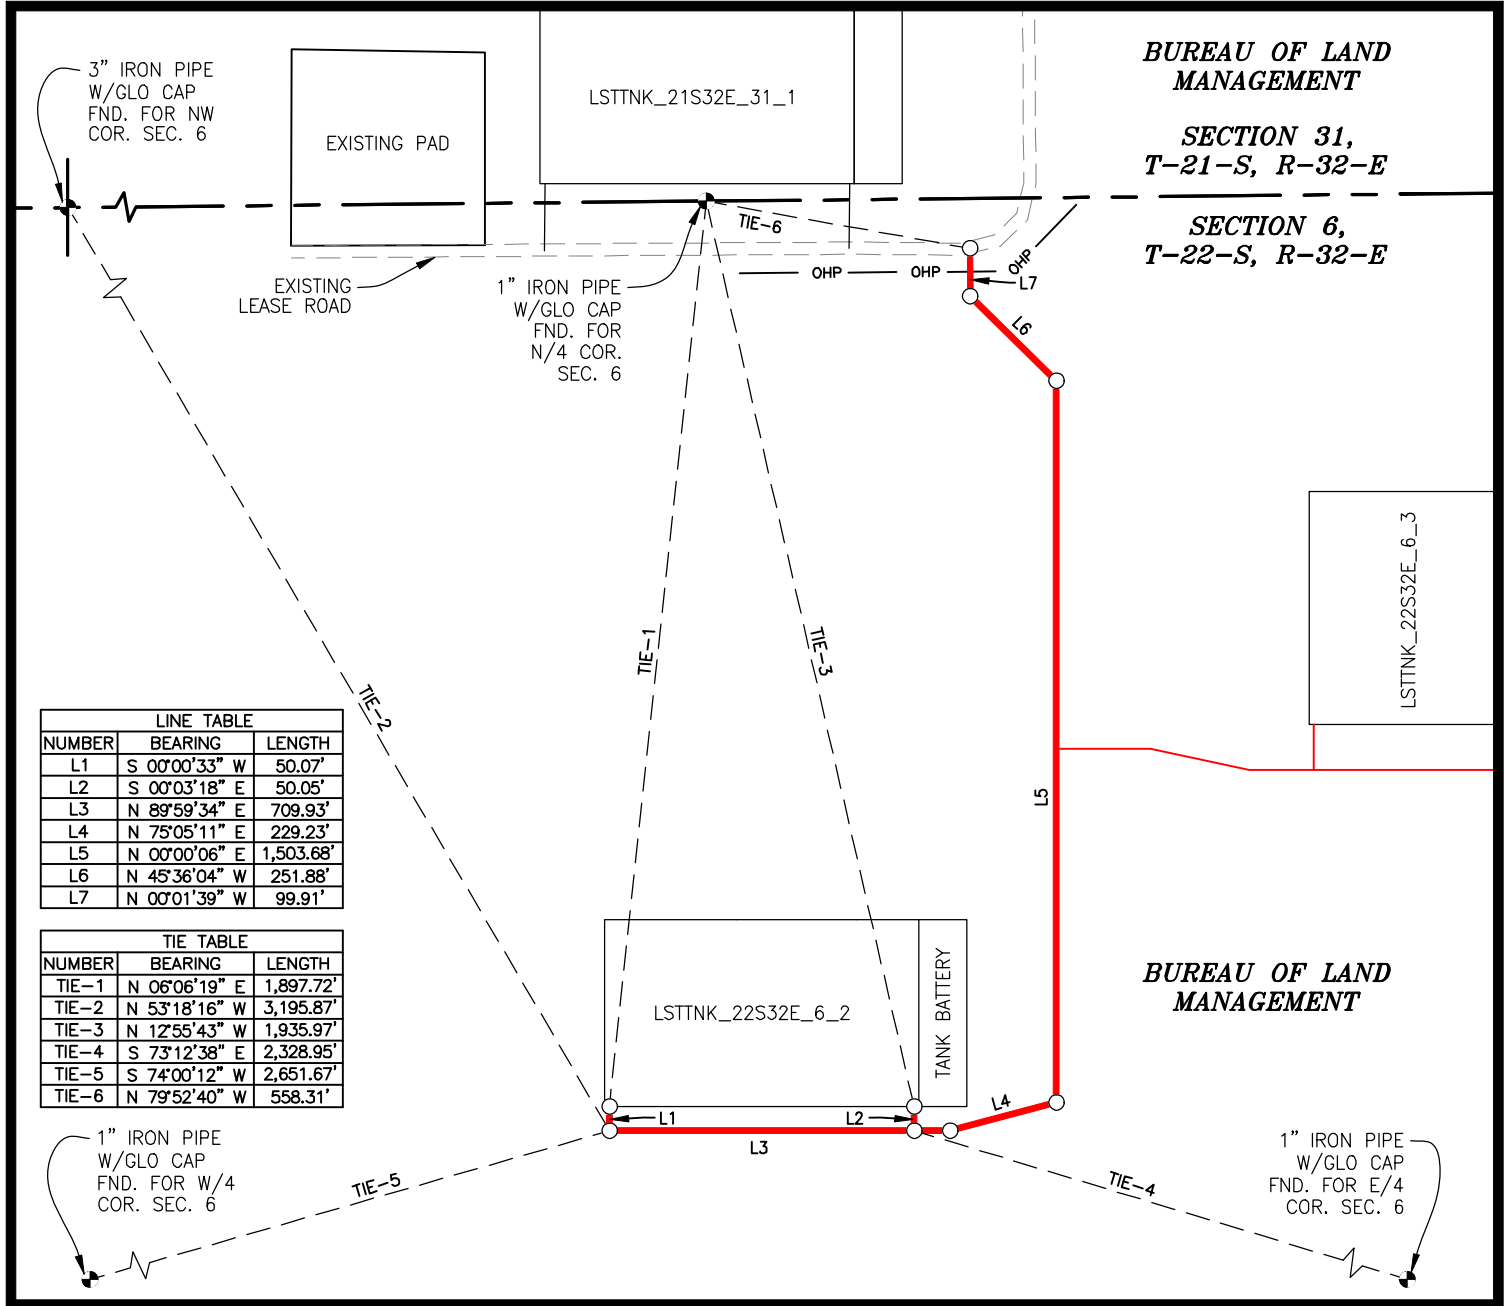 3" IRON PIPE
W/GLO CAP
FND. FOR NW
COR. SEC. 6
EXISTING PAD
LSTTNK_21S32E_31_1
BUREAU OF LAND
MANAGEMENT
SECTION 31,
T-21-S, R-32-E
SECTION 6,
T-22-S, R-32-E
TIE-6
EXISTING
LEASE ROAD
1" IRON PIPE
W/GLO CAP
FND. FOR
N/4 COR.
SEC. 6
OHP
OHP
OHP
L7
L6
TIE-1
TIE-3
TIE-2
LSTTNK_22S32E_6_3
L5
LINE TABLE
NUMBER BEARING LENGTH
L1 S 00°00'33" W 50.07'
L2 S 00°03'18" E 50.05'
L3 N 89°59'34" E 709.93'
L4 N 75°05'11" E 229.23'
L5 N 00°00'06" E 1,503.68'
L6 N 45°36'04" W 251.88'
L7 N 00°01'39" W 99.91'
TIE TABLE
NUMBER BEARING LENGTH
TIE-1 N 06°06'19" E 1,897.72'
TIE-2 N 53°18'16" W 3,195.87'
TIE-3 N 12°55'43" W 1,935.97'
TIE-4 S 73°12'38" E 2,328.95'
TIE-5 S 74°00'12" W 2,651.67'
TIE-6 N 79°52'40" W 558.31'
LSTTNK_22S32E_6_2
TANK BATTERY
BUREAU OF LAND
MANAGEMENT
L1
L2
L4
L3
1" IRON PIPE
W/GLO CAP
FND. FOR W/4
COR. SEC. 6
TIE-5
TIE-4
1" IRON PIPE
W/GLO CAP
FND. FOR E/4
COR. SEC. 6